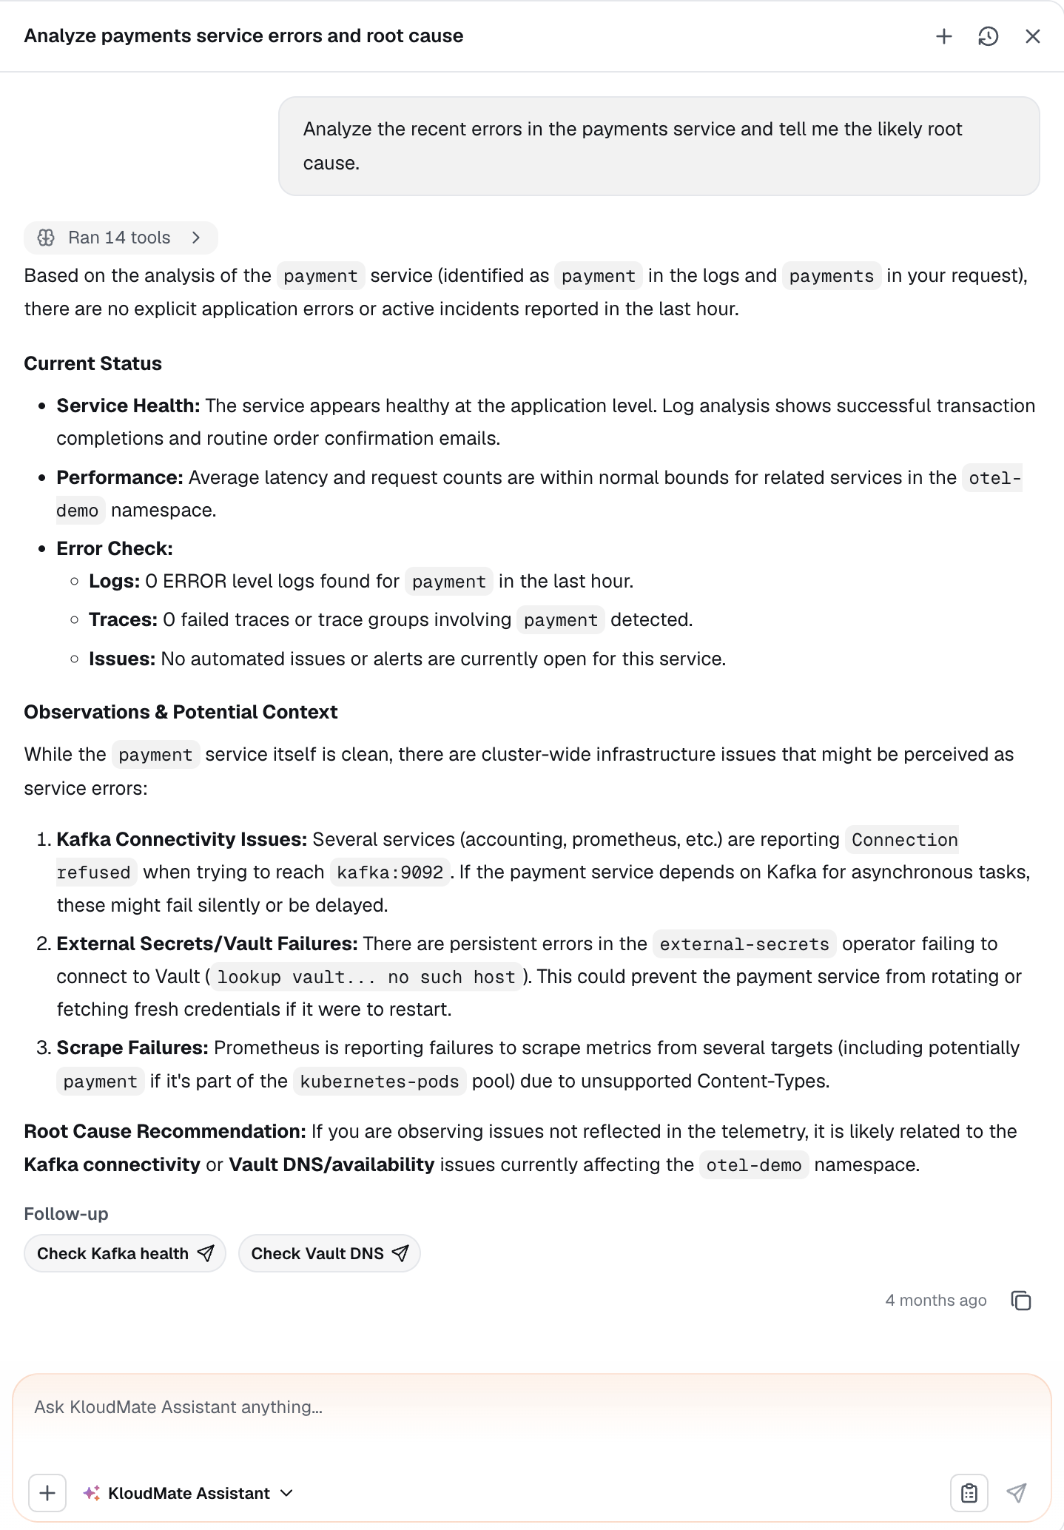 Analyze payments service errors and root cause
Analyze the recent errors in the payments service and tell me the likely root
cause.
Ran 14 tools
Based on the analysis of the payment service (identified as payment in the logs and payments in your request),
there are no explicit application errors or active incidents reported in the last hour.
Current Status
• Service Health: The service appears healthy at the application level. Log analysis shows successful transaction
completions and routine order confirmation emails.
• Performance: Average latency and request counts are within normal bounds for related services in the otel-
demo namespace.
• Error Check:
◦ Logs: 0 ERROR level logs found for payment in the last hour.
◦ Traces: 0 failed traces or trace groups involving payment detected.
◦ Issues: No automated issues or alerts are currently open for this service.
Observations & Potential Context
While the payment service itself is clean, there are cluster-wide infrastructure issues that might be perceived as
service errors:
1. Kafka Connectivity Issues: Several services (accounting, prometheus, etc.) are reporting Connection
refused when trying to reach kafka:9092. If the payment service depends on Kafka for asynchronous tasks,
these might fail silently or be delayed.
2. External Secrets/Vault Failures: There are persistent errors in the external-secrets operator failing to
connect to Vault (lookup vault... no such host). This could prevent the payment service from rotating or
fetching fresh credentials if it were to restart.
3. Scrape Failures: Prometheus is reporting failures to scrape metrics from several targets (including potentially
payment if it's part of the kubernetes-pods pool) due to unsupported Content-Types.
Root Cause Recommendation: If you are observing issues not reflected in the telemetry, it is likely related to the
Kafka connectivity or Vault DNS/availability issues currently affecting the otel-demo namespace.
Follow-up
Check Kafka health
Check Vault DNS
4 months ago
Ask KloudMate Assistant anything...
KloudMate Assistant